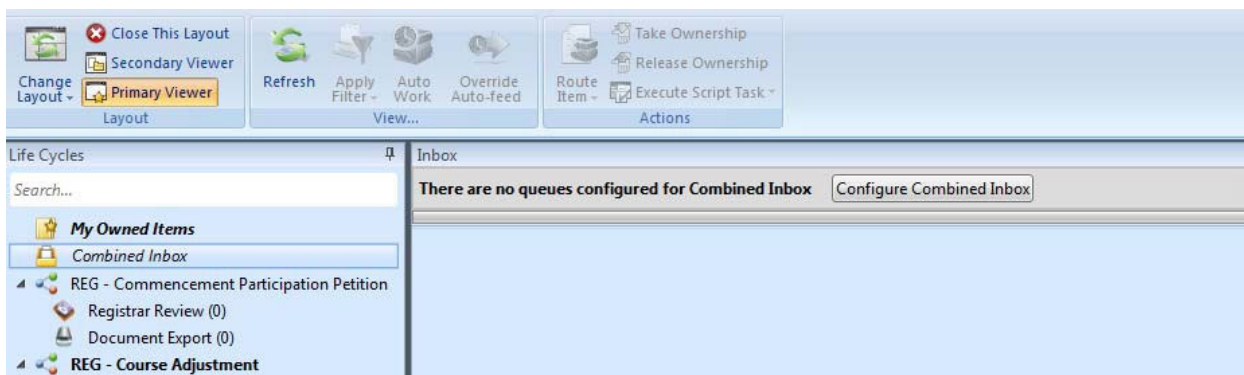 Change Layout
Close This Layout
Secondary Viewer
Primary Viewer
Layout
Refresh
Apply Filter
Auto Work
Override Auto-feed
View...
Route Item
Take Ownership
Release Ownership
Execute Script Task
Actions
Life Cycles
Search...
My Owned Items
Combined Inbox
REG - Commencement Participation Petition
Registrar Review (0)
Document Export (0)
REG - Course Adjustment
Inbox
There are no queues configured for Combined Inbox
Configure Combined Inbox